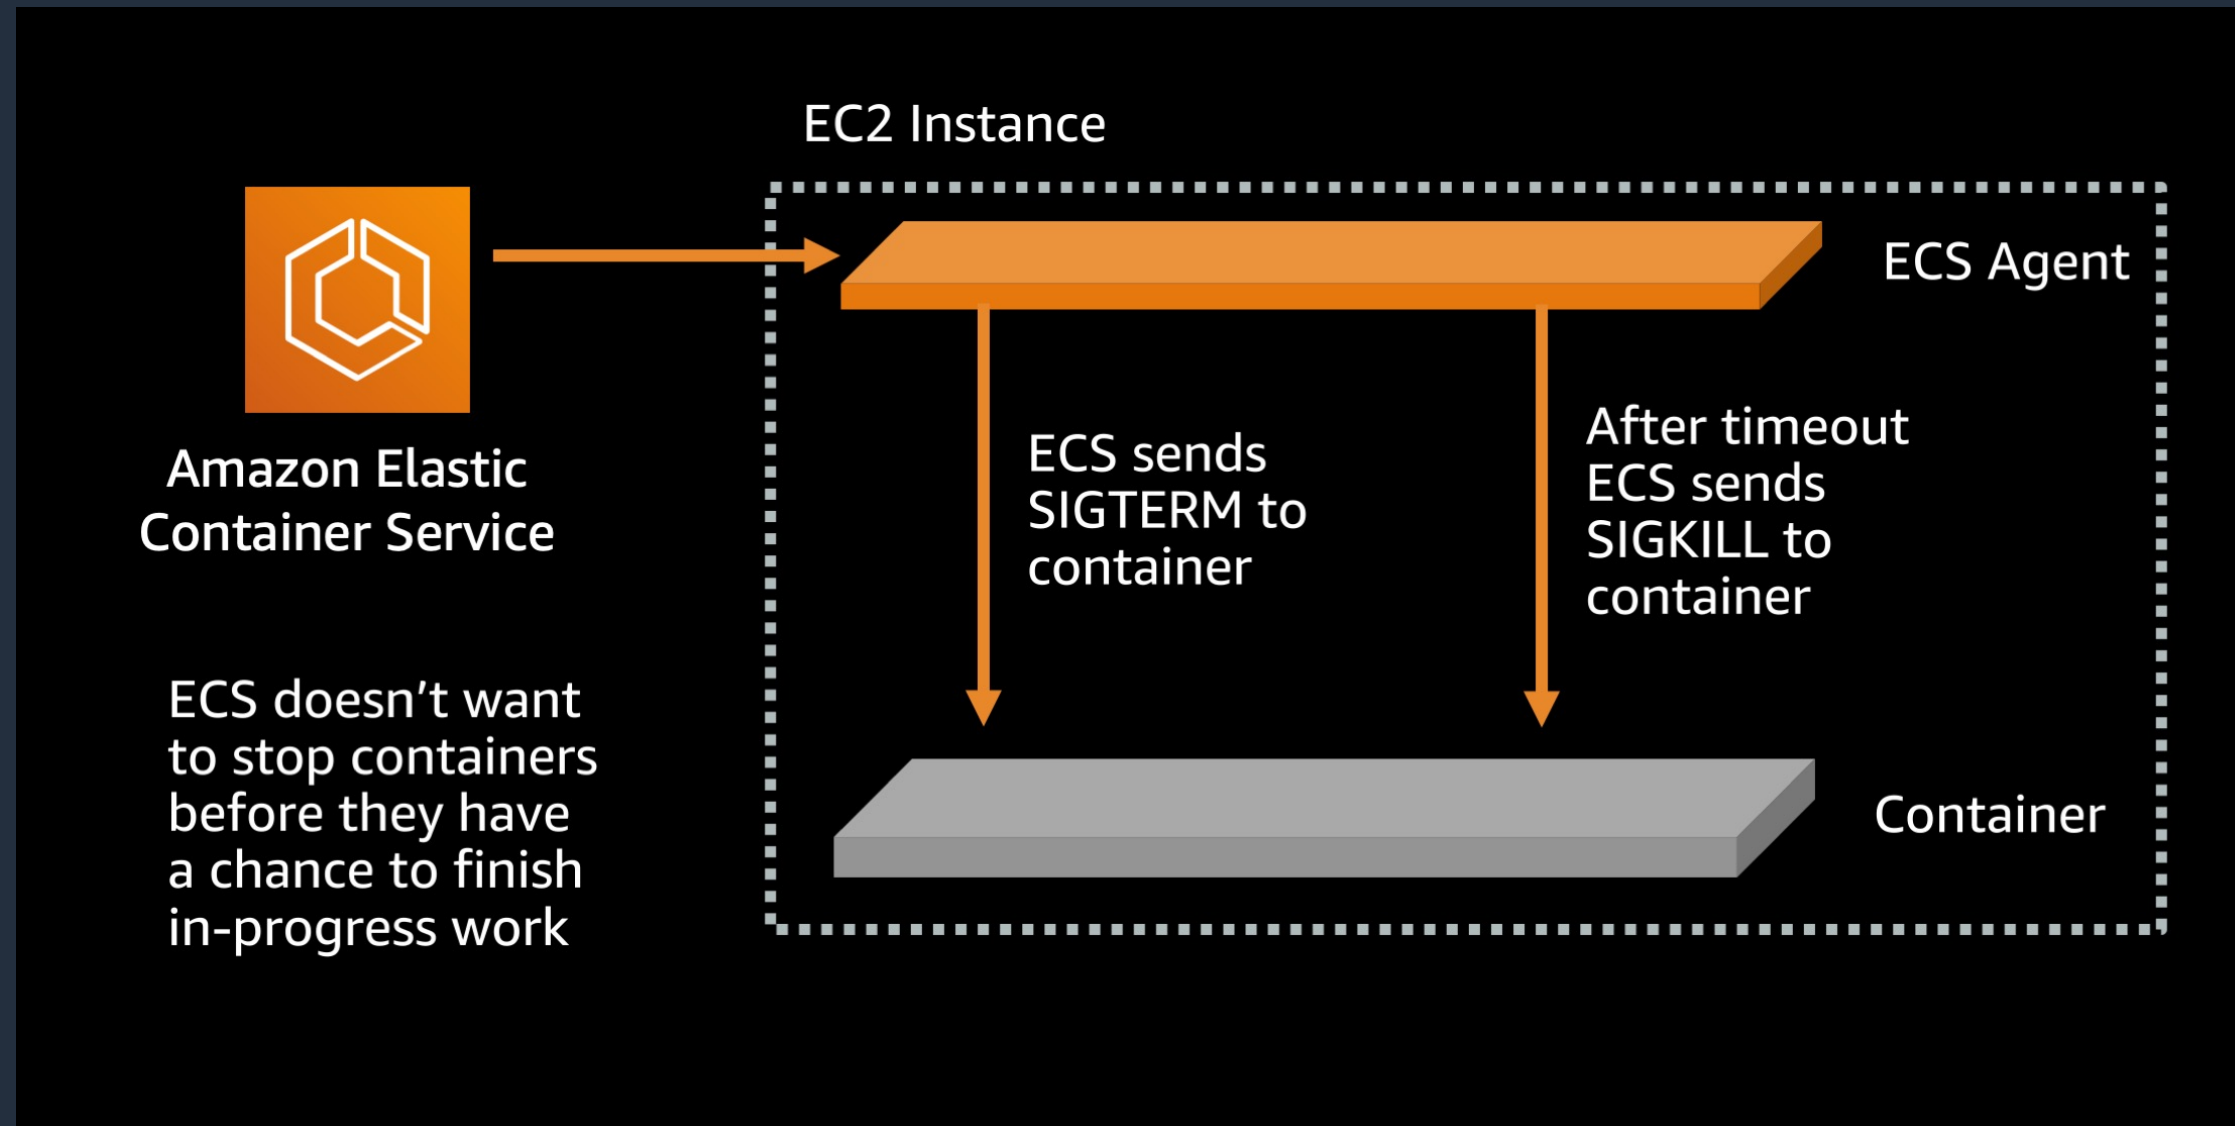 EC2 Instance
ECS Agent
Amazon Elastic
Container Service
ECS sends
SIGTERM to
container
After timeout
ECS sends
SIGKILL to
container
ECS doesn’t want
to stop containers
before they have
a chance to finish
in-progress work
Container